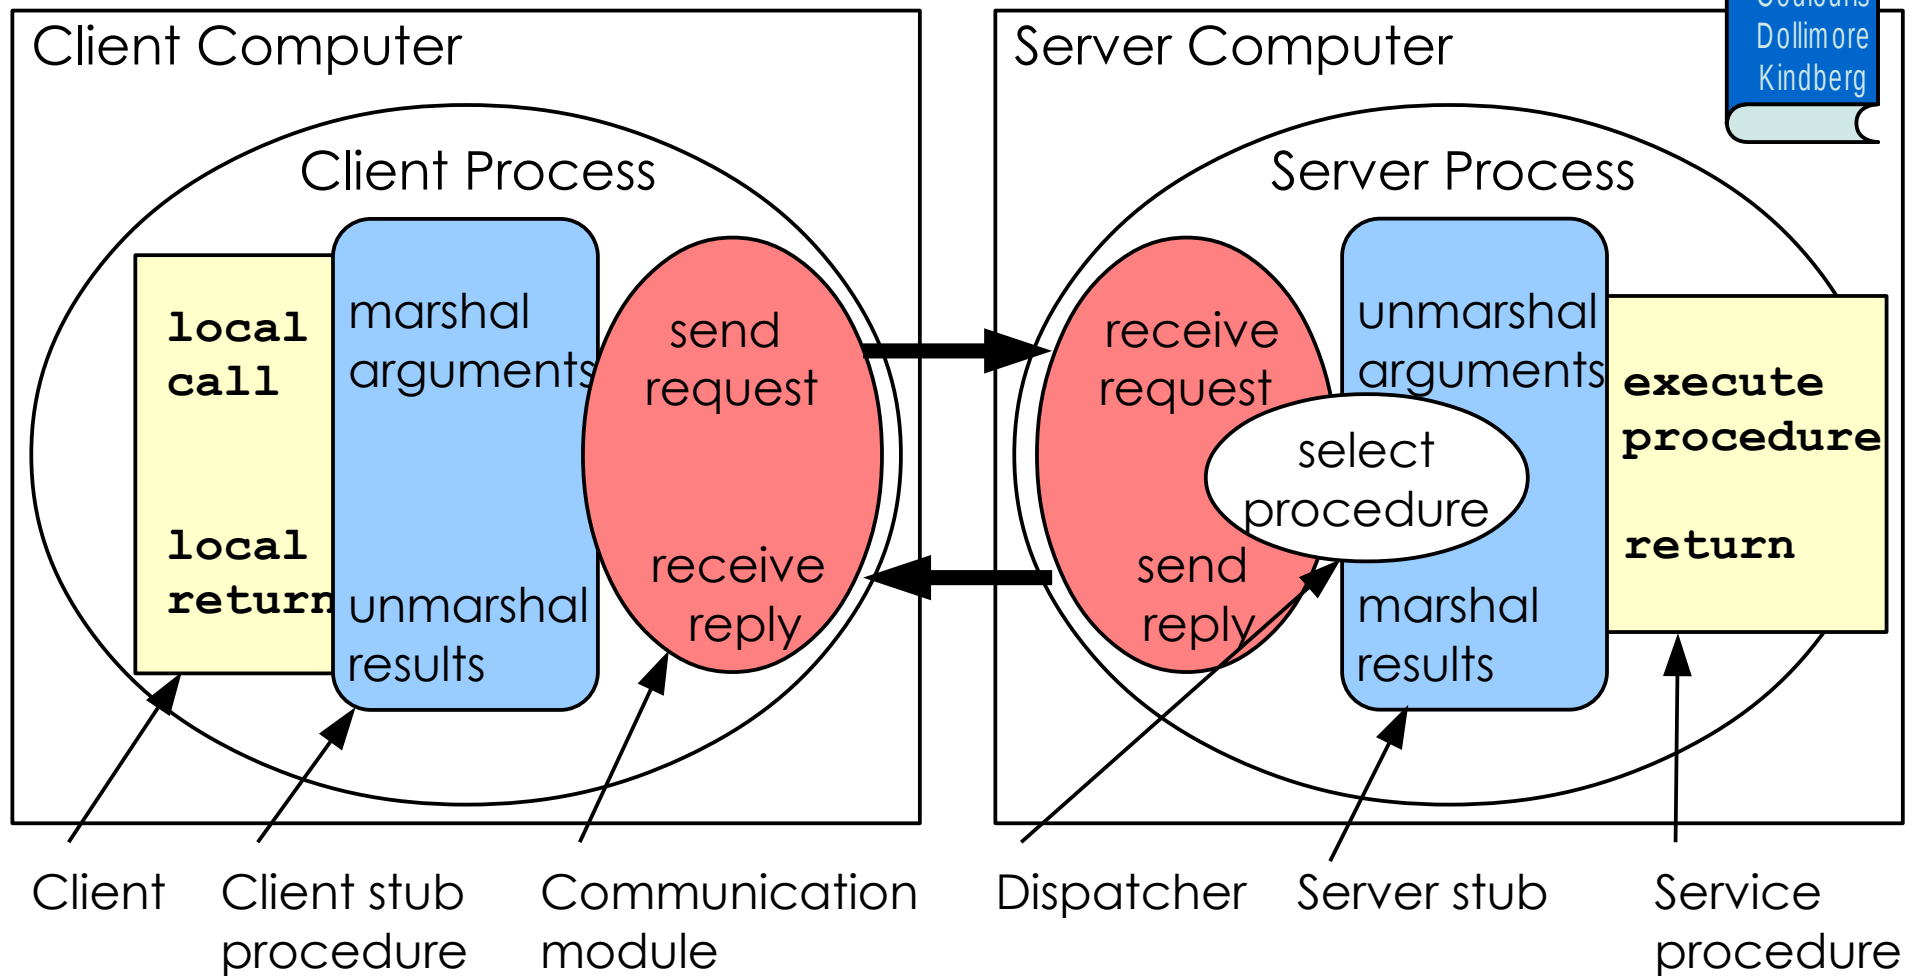 Client Computer
Client Process
local
call
marshal
arguments
send
request
local
return
unmarshal
results
receive
reply
Server Computer
Dollimore
Kindberg
Server Process
receive
request
unmarshal
arguments
select
procedure
execute
procedure
send
reply
marshal
results
return
Client
Client stub
procedure
Communication
module
Dispatcher
Server stub
Service
procedure